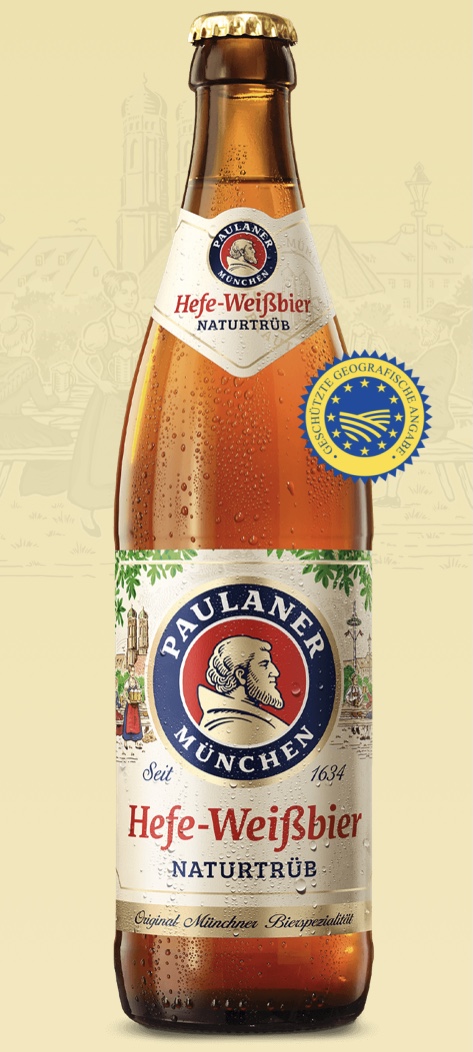 PAULANER
MÜNCHEN
Hefe-Weißbier
NATURTRÜB
· GESCHÜTZTE GEOGRAFISCHE ANGABE ·
PAULANER
MÜNCHEN
Seit 1634
Hefe-Weißbier
NATURTRÜB
Original Münchner Bierspezialität